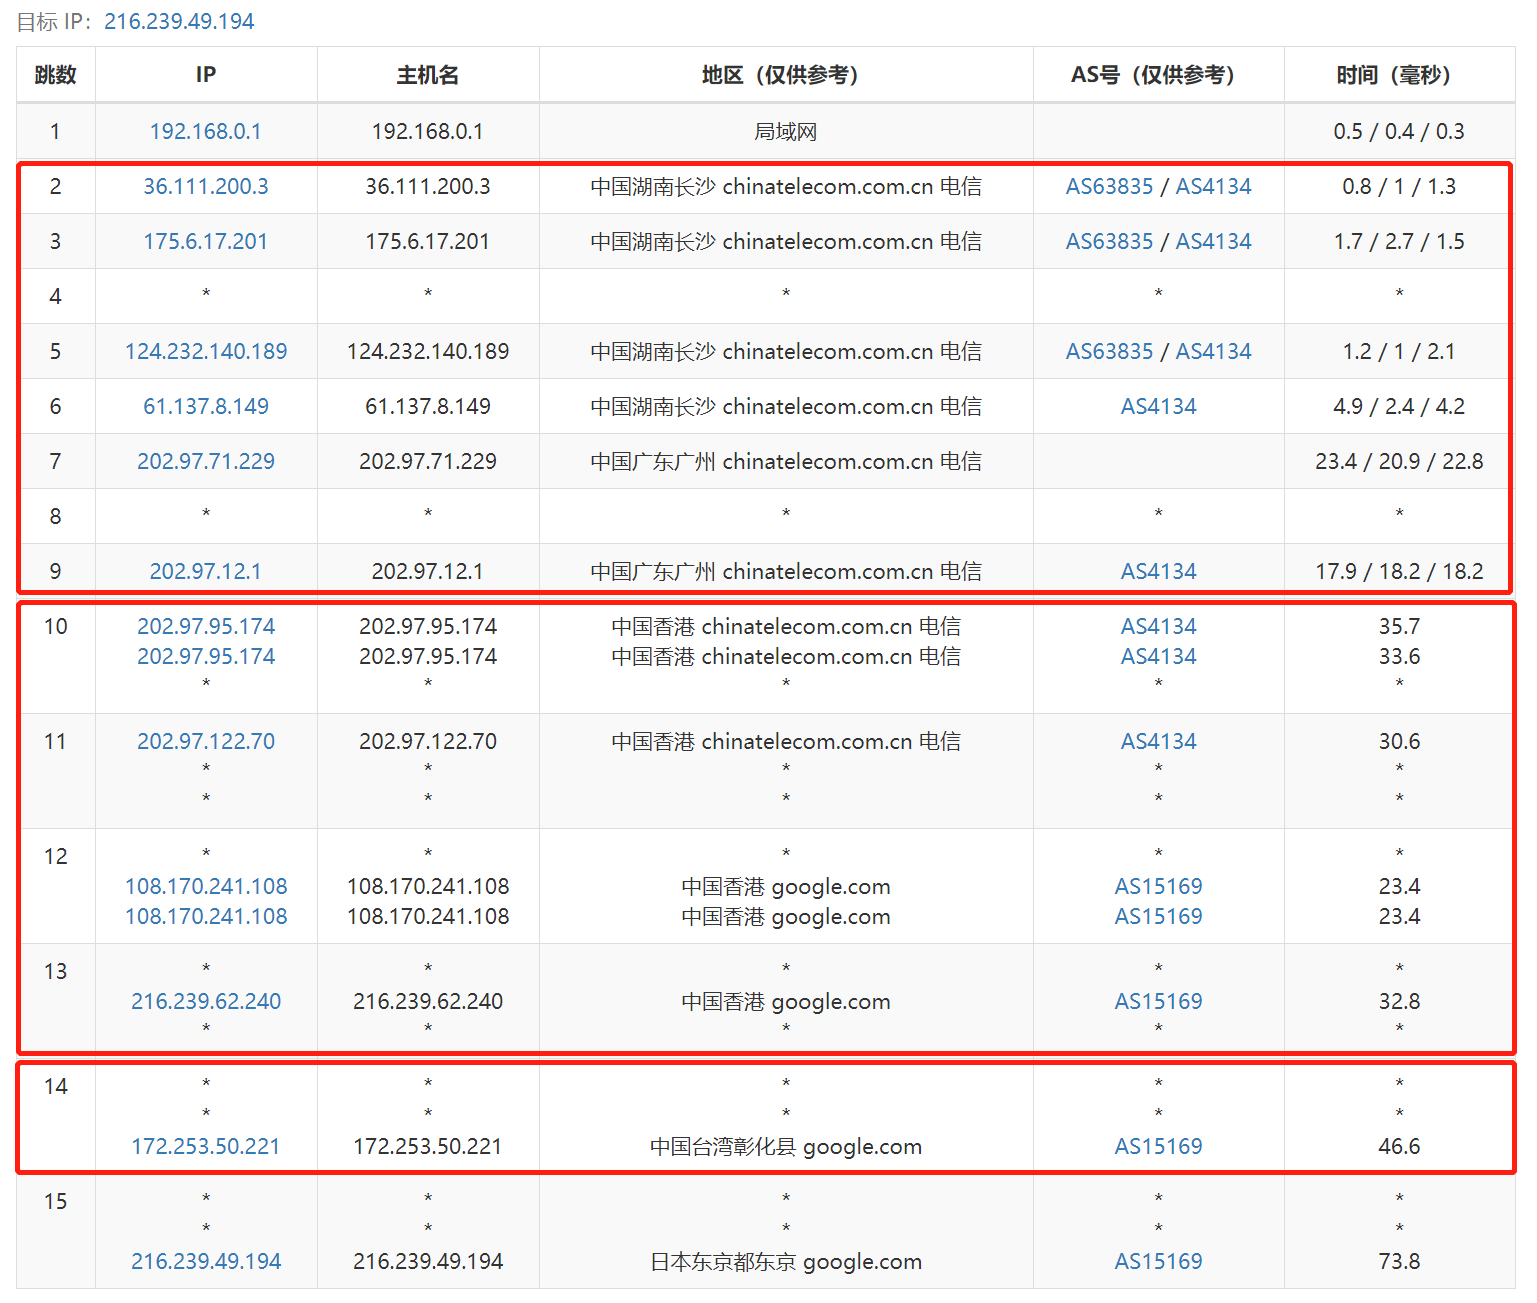 目标 IP：216.239.49.194
跳数 IP 主机名 地区（仅供参考） AS号（仅供参考） 时间（毫秒）
1 192.168.0.1 192.168.0.1 局域网 0.5 / 0.4 / 0.3
2 36.111.200.3 36.111.200.3 中国湖南长沙 chinatelecom.com.cn 电信 AS63835 / AS4134 0.8 / 1 / 1.3
3 175.6.17.201 175.6.17.201 中国湖南长沙 chinatelecom.com.cn 电信 AS63835 / AS4134 1.7 / 2.7 / 1.5
4 * * * * *
5 124.232.140.189 124.232.140.189 中国湖南长沙 chinatelecom.com.cn 电信 AS63835 / AS4134 1.2 / 1 / 2.1
6 61.137.8.149 61.137.8.149 中国湖南长沙 chinatelecom.com.cn 电信 AS4134 4.9 / 2.4 / 4.2
7 202.97.71.229 202.97.71.229 中国广东广州 chinatelecom.com.cn 电信 23.4 / 20.9 / 22.8
8 * * * * *
9 202.97.12.1 202.97.12.1 中国广东广州 chinatelecom.com.cn 电信 AS4134 17.9 / 18.2 / 18.2
10 202.97.95.174 202.97.95.174 中国香港 chinatelecom.com.cn 电信 AS4134 35.7
202.97.95.174 202.97.95.174 中国香港 chinatelecom.com.cn 电信 AS4134 33.6
* * * * *
11 202.97.122.70 202.97.122.70 中国香港 chinatelecom.com.cn 电信 AS4134 30.6
* * * * *
* * * * *
12 * * * * *
108.170.241.108 108.170.241.108 中国香港 google.com AS15169 23.4
108.170.241.108 108.170.241.108 中国香港 google.com AS15169 23.4
13 * * * * *
216.239.62.240 216.239.62.240 中国香港 google.com AS15169 32.8
* * * * *
14 * * * * *
* * * * *
172.253.50.221 172.253.50.221 中国台湾彰化县 google.com AS15169 46.6
15 * * * * *
* * * * *
216.239.49.194 216.239.49.194 日本东京都东京 google.com AS15169 73.8